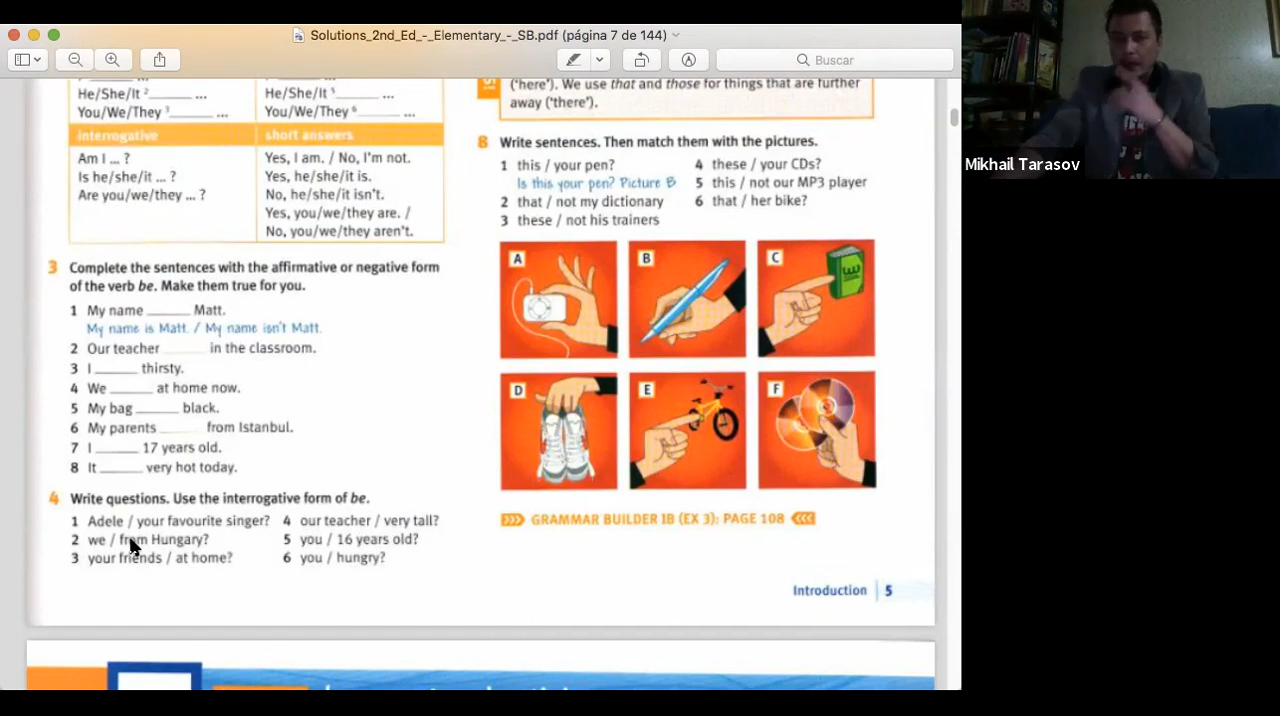 Solutions_2nd_Ed_-_Elementary_-_SB.pdf (página 7 de 144)
Buscar
He/She/It 2 ...
You/We/They 3 ...
He/She/It 5 ...
You/We/They 6 ...
interrogative
short answers
Am I ... ?
Is he/she/it ... ?
Are you/we/they ... ?
Yes, I am. / No, I'm not.
Yes, he/she/it is.
No, he/she/it isn't.
Yes, you/we/they are. /
No, you/we/they aren't.
3 Complete the sentences with the affirmative or negative form
of the verb be. Make them true for you.
1 My name ______ Matt.
My name is Matt. / My name isn't Matt.
2 Our teacher ______ in the classroom.
3 I ______ thirsty.
4 We ______ at home now.
5 My bag ______ black.
6 My parents ______ from Istanbul.
7 I ______ 17 years old.
8 It ______ very hot today.
4 Write questions. Use the interrogative form of be.
1 Adele / your favourite singer?
2 we / from Hungary?
3 your friends / at home?
4 our teacher / very tall?
5 you / 16 years old?
6 you / hungry?
('here'). We use that and those for things that are further
away ('there').
8 Write sentences. Then match them with the pictures.
1 this / your pen?
Is this your pen? Picture B
2 that / not my dictionary
3 these / not his trainers
4 these / your CDs?
5 this / not our MP3 player
6 that / her bike?
A
B
C
D
E
F
GRAMMAR BUILDER IB (EX 3): PAGE 108
Introduction 5
Mikhail Tarasov